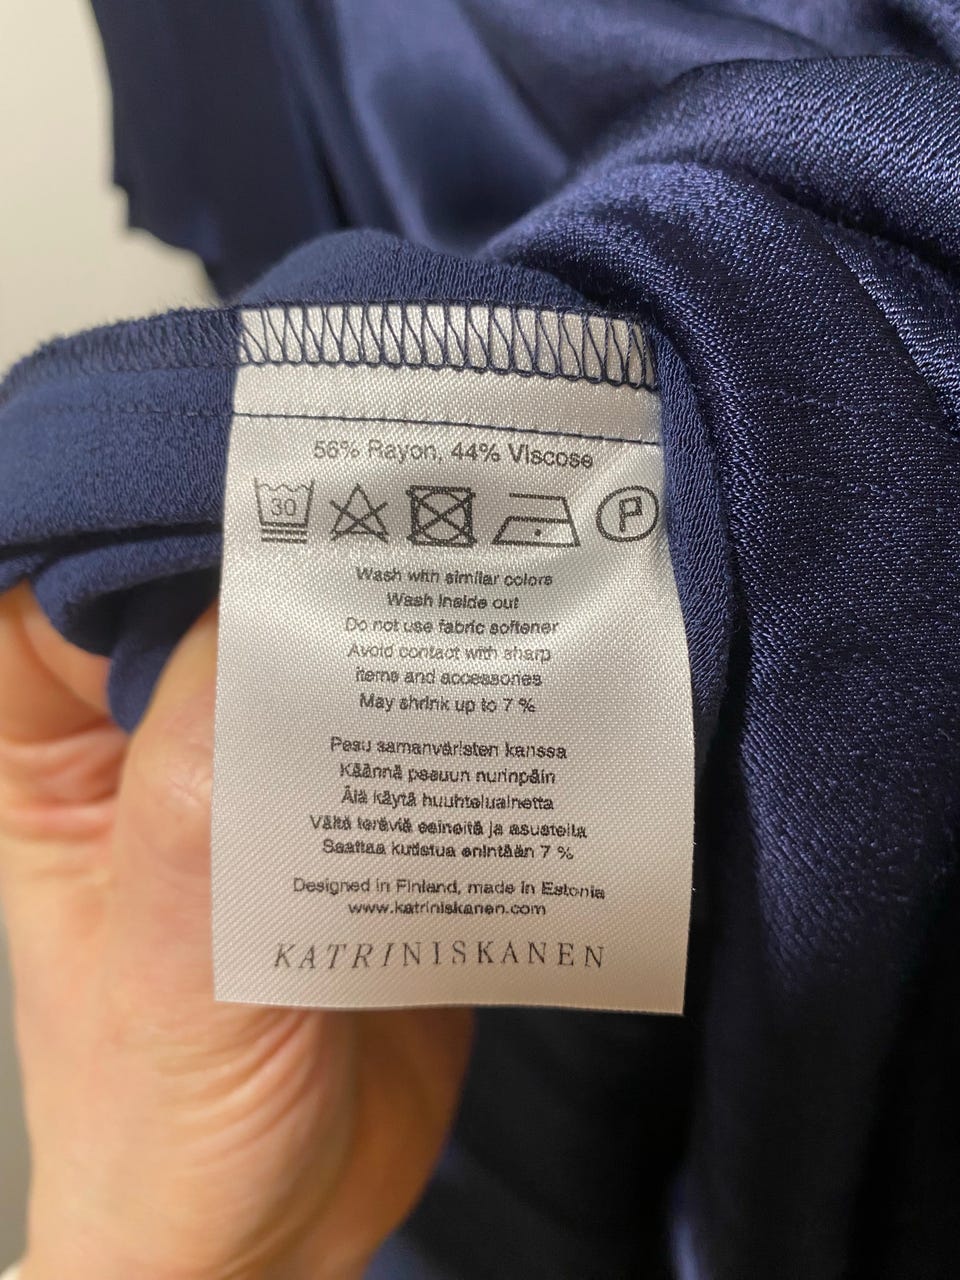 56% Rayon, 44% Viscose
30 P
Wash with similar colors
Wash inside out
Do not use fabric softener
Avoid contact with sharp
items and accessories
May shrink up to 7 %
Pesu samanväristen kanssa
Käännä pesuun nurinpäin
Älä käytä huuhteluainetta
Vältä teräviä esineitä ja asusteita
Saattaa kutistua enintään 7 %
Designed in Finland, made in Estonia
www.katriniskanen.com
KATRINISKANEN